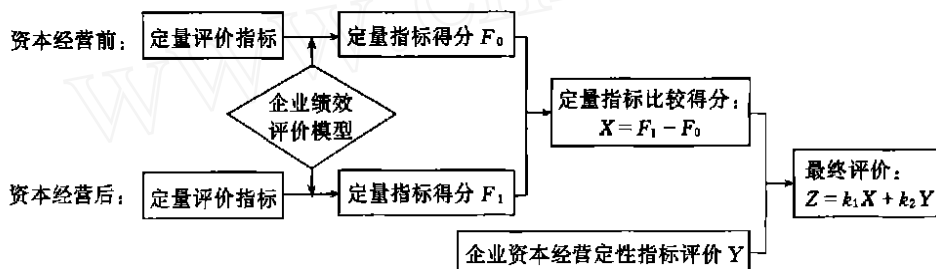 资本经营前：
定量评价指标
定量指标得分 F₀
企业绩效
评价模型
定量指标比较得分：
X = F₁ − F₀
资本经营后：
定量评价指标
定量指标得分 F₁
最终评价：
Z = k₁X + k₂Y
企业资本经营定性指标评价 Y